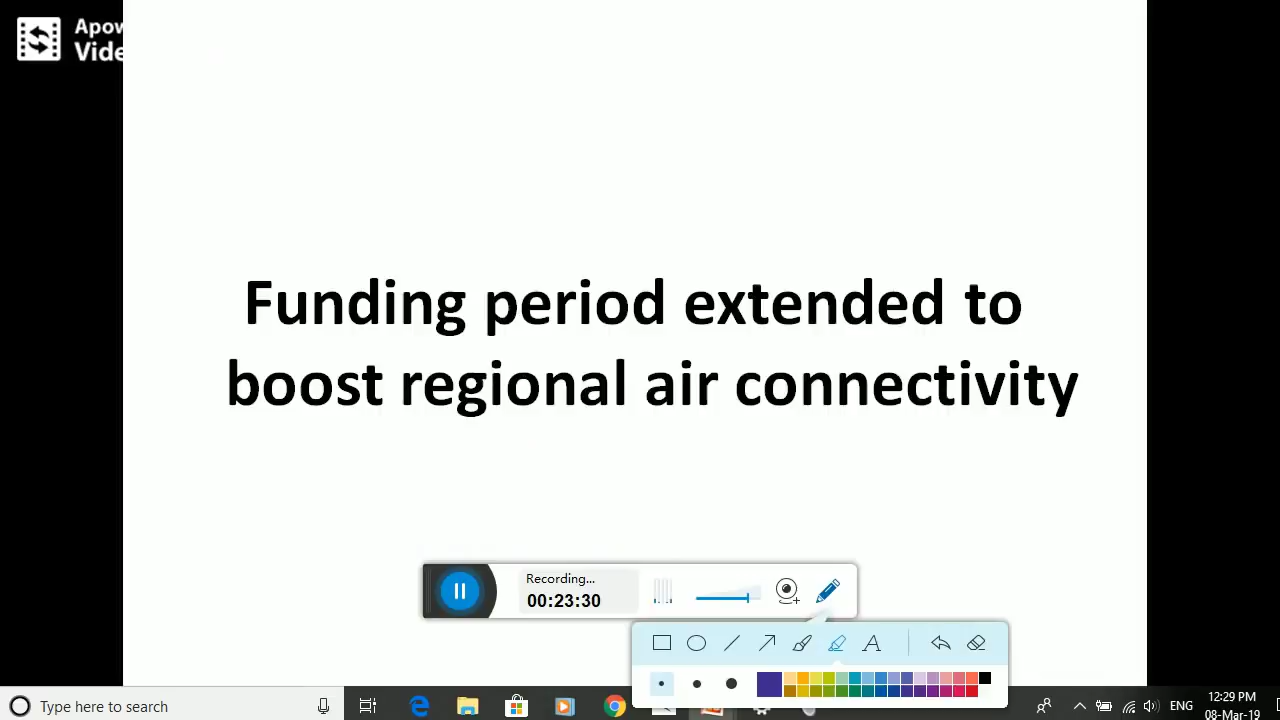 Apow
Vide
Funding period extended to
boost regional air connectivity
Recording...
00:23:30
A
Type here to search
ENG
12:29 PM
08-Mar-19